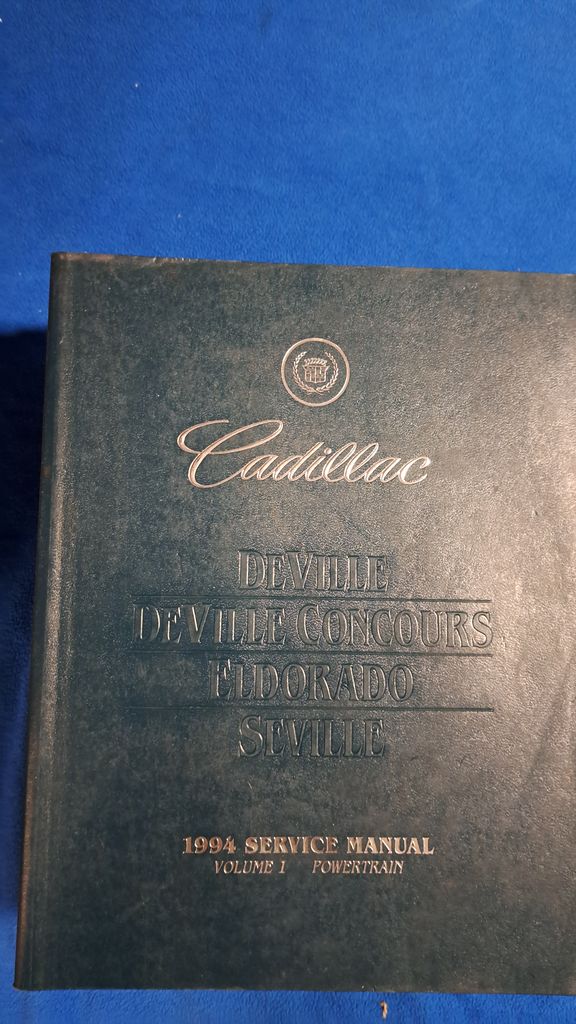 Cadillac
DEVILLE
DEVILLE CONCOURS
ELDORADO
SEVILLE
1994 SERVICE MANUAL
VOLUME 1 POWERTRAIN